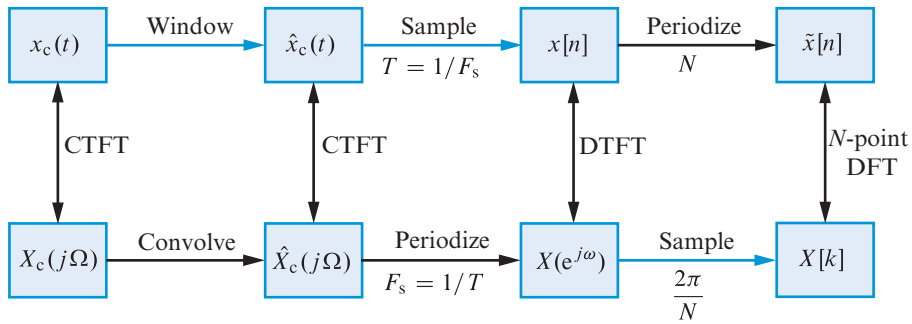 x_c(t) Window x̂_c(t) Sample x[n] Periodize x̃[n]
T = 1/F_s N
CTFT CTFT DTFT N-point
DFT
X_c(jΩ) Convolve X̂_c(jΩ) Periodize X(e^{jω}) Sample X[k]
F_s = 1/T 2π
N